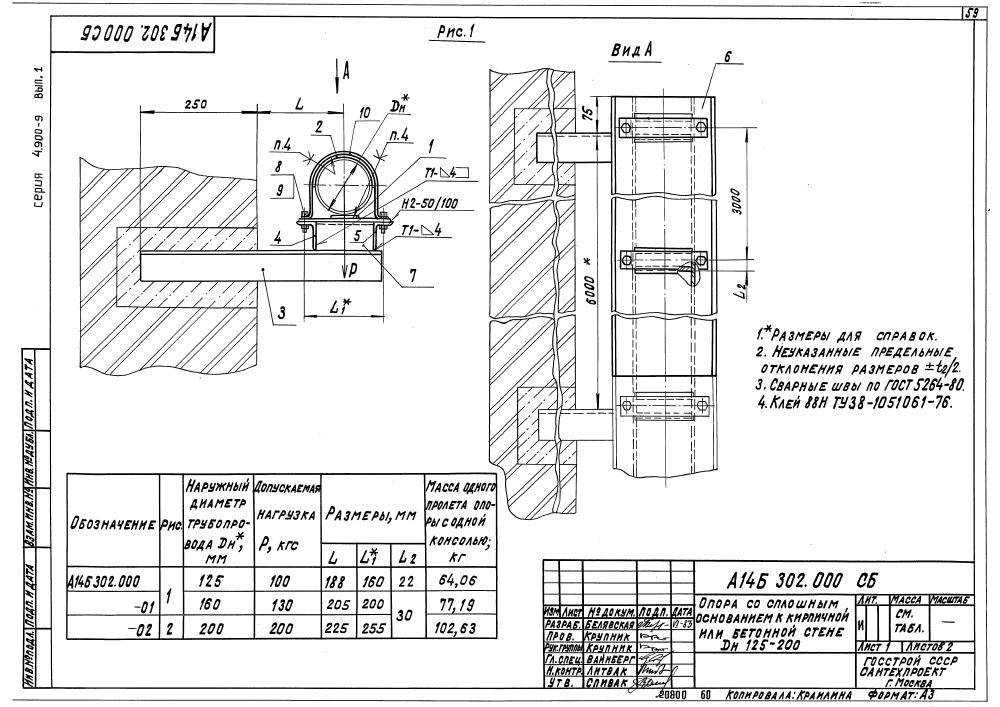 59
А14Б 302. 000 СБ
Рис.1
Вид А
Серия 4.900-9 вып. 1
А
6
250
L
Dн*
10
2
п.4
п.4
1
8
Т1-⊿4
9
Н2-50/100
4
5
Т1-⊿4
7
Р
3
L1*
75
3000
6000 *
L2
1.* Размеры для справок.
2. Неуказанные предельные
отклонения размеров ±t2/2.
3. Сварные швы по ГОСТ 5264-80.
4. Клей 88Н ТУ38-1051061-76.
Обозначение
Рис.
Наружный диаметр трубопровода Dн*, мм
Допускаемая нагрузка Р, кгс
Размеры, мм
L L1* L2
Масса одного пролета опоры с одной консолью; кг
А14Б 302.000 1 125 100 188 160 22 64,06
-01 160 130 205 200 30 77,19
-02 2 200 200 225 255 102,63
Инв.№подл. Подп. и дата Взам.инв.№ Инв.№дубл. Подп. и дата
А14Б 302.000 СБ
Изм Лист № докум. Подп. Дата
Разраб. Белявская
Пров. Крупник
Рук.группы Крупник
Гл.спец. Вайнберг
Н.контр. Литвак
Утв. Спивак
Опора со сплошным
основанием к кирпичной
или бетонной стене
Dн 125-200
Лит. Масса Масштаб
И см. табл. —
Лист 1 Листов 2
Госстрой СССР
Сантехпроект
г. Москва
20800 60 Копировала: Краилина Формат: А3